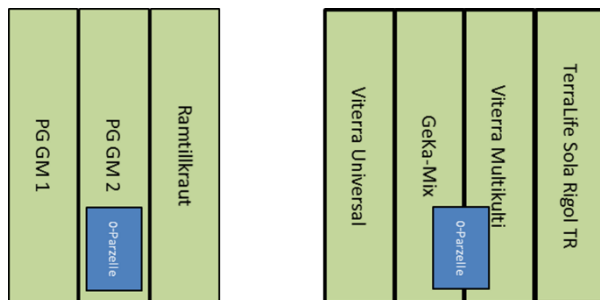 PG GM 1
PG GM 2
0-Parzelle
Ramtillkraut
Viterra Universal
GeKa-Mix
0-Parzelle
Viterra Multikulti
TerraLife Sola Rigol TR